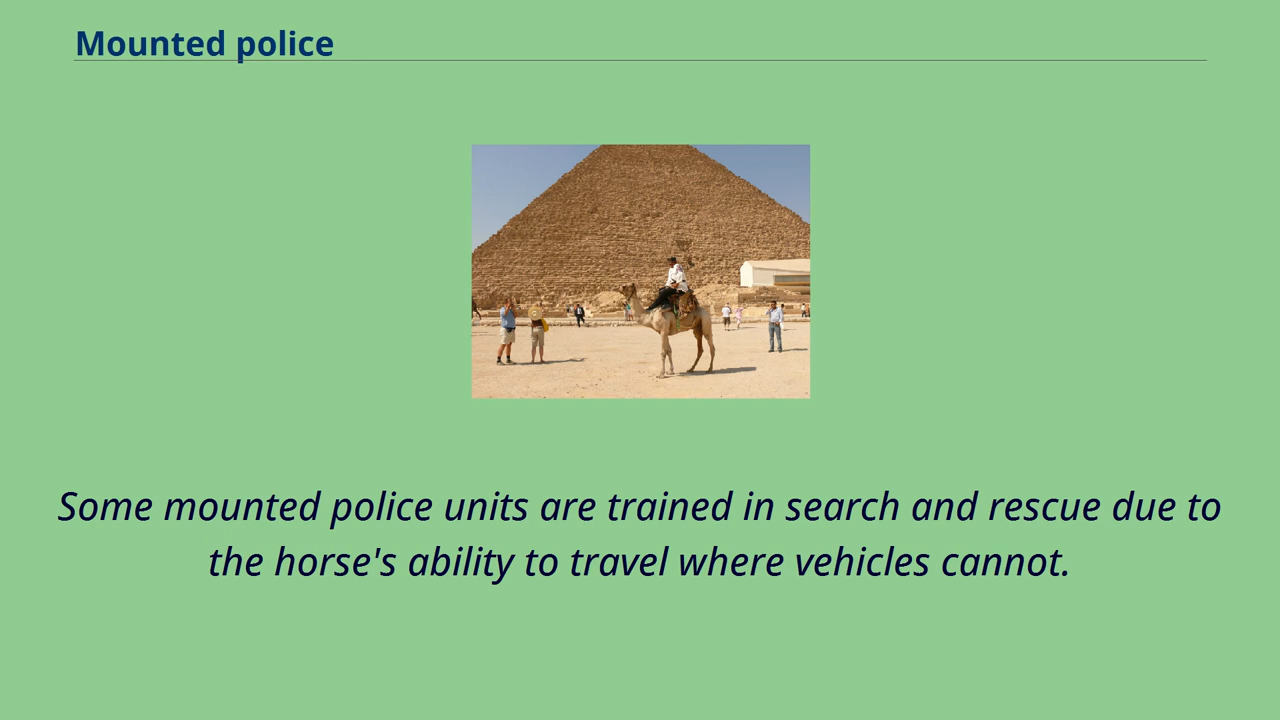 Mounted police
Some mounted police units are trained in search and rescue due to
the horse's ability to travel where vehicles cannot.